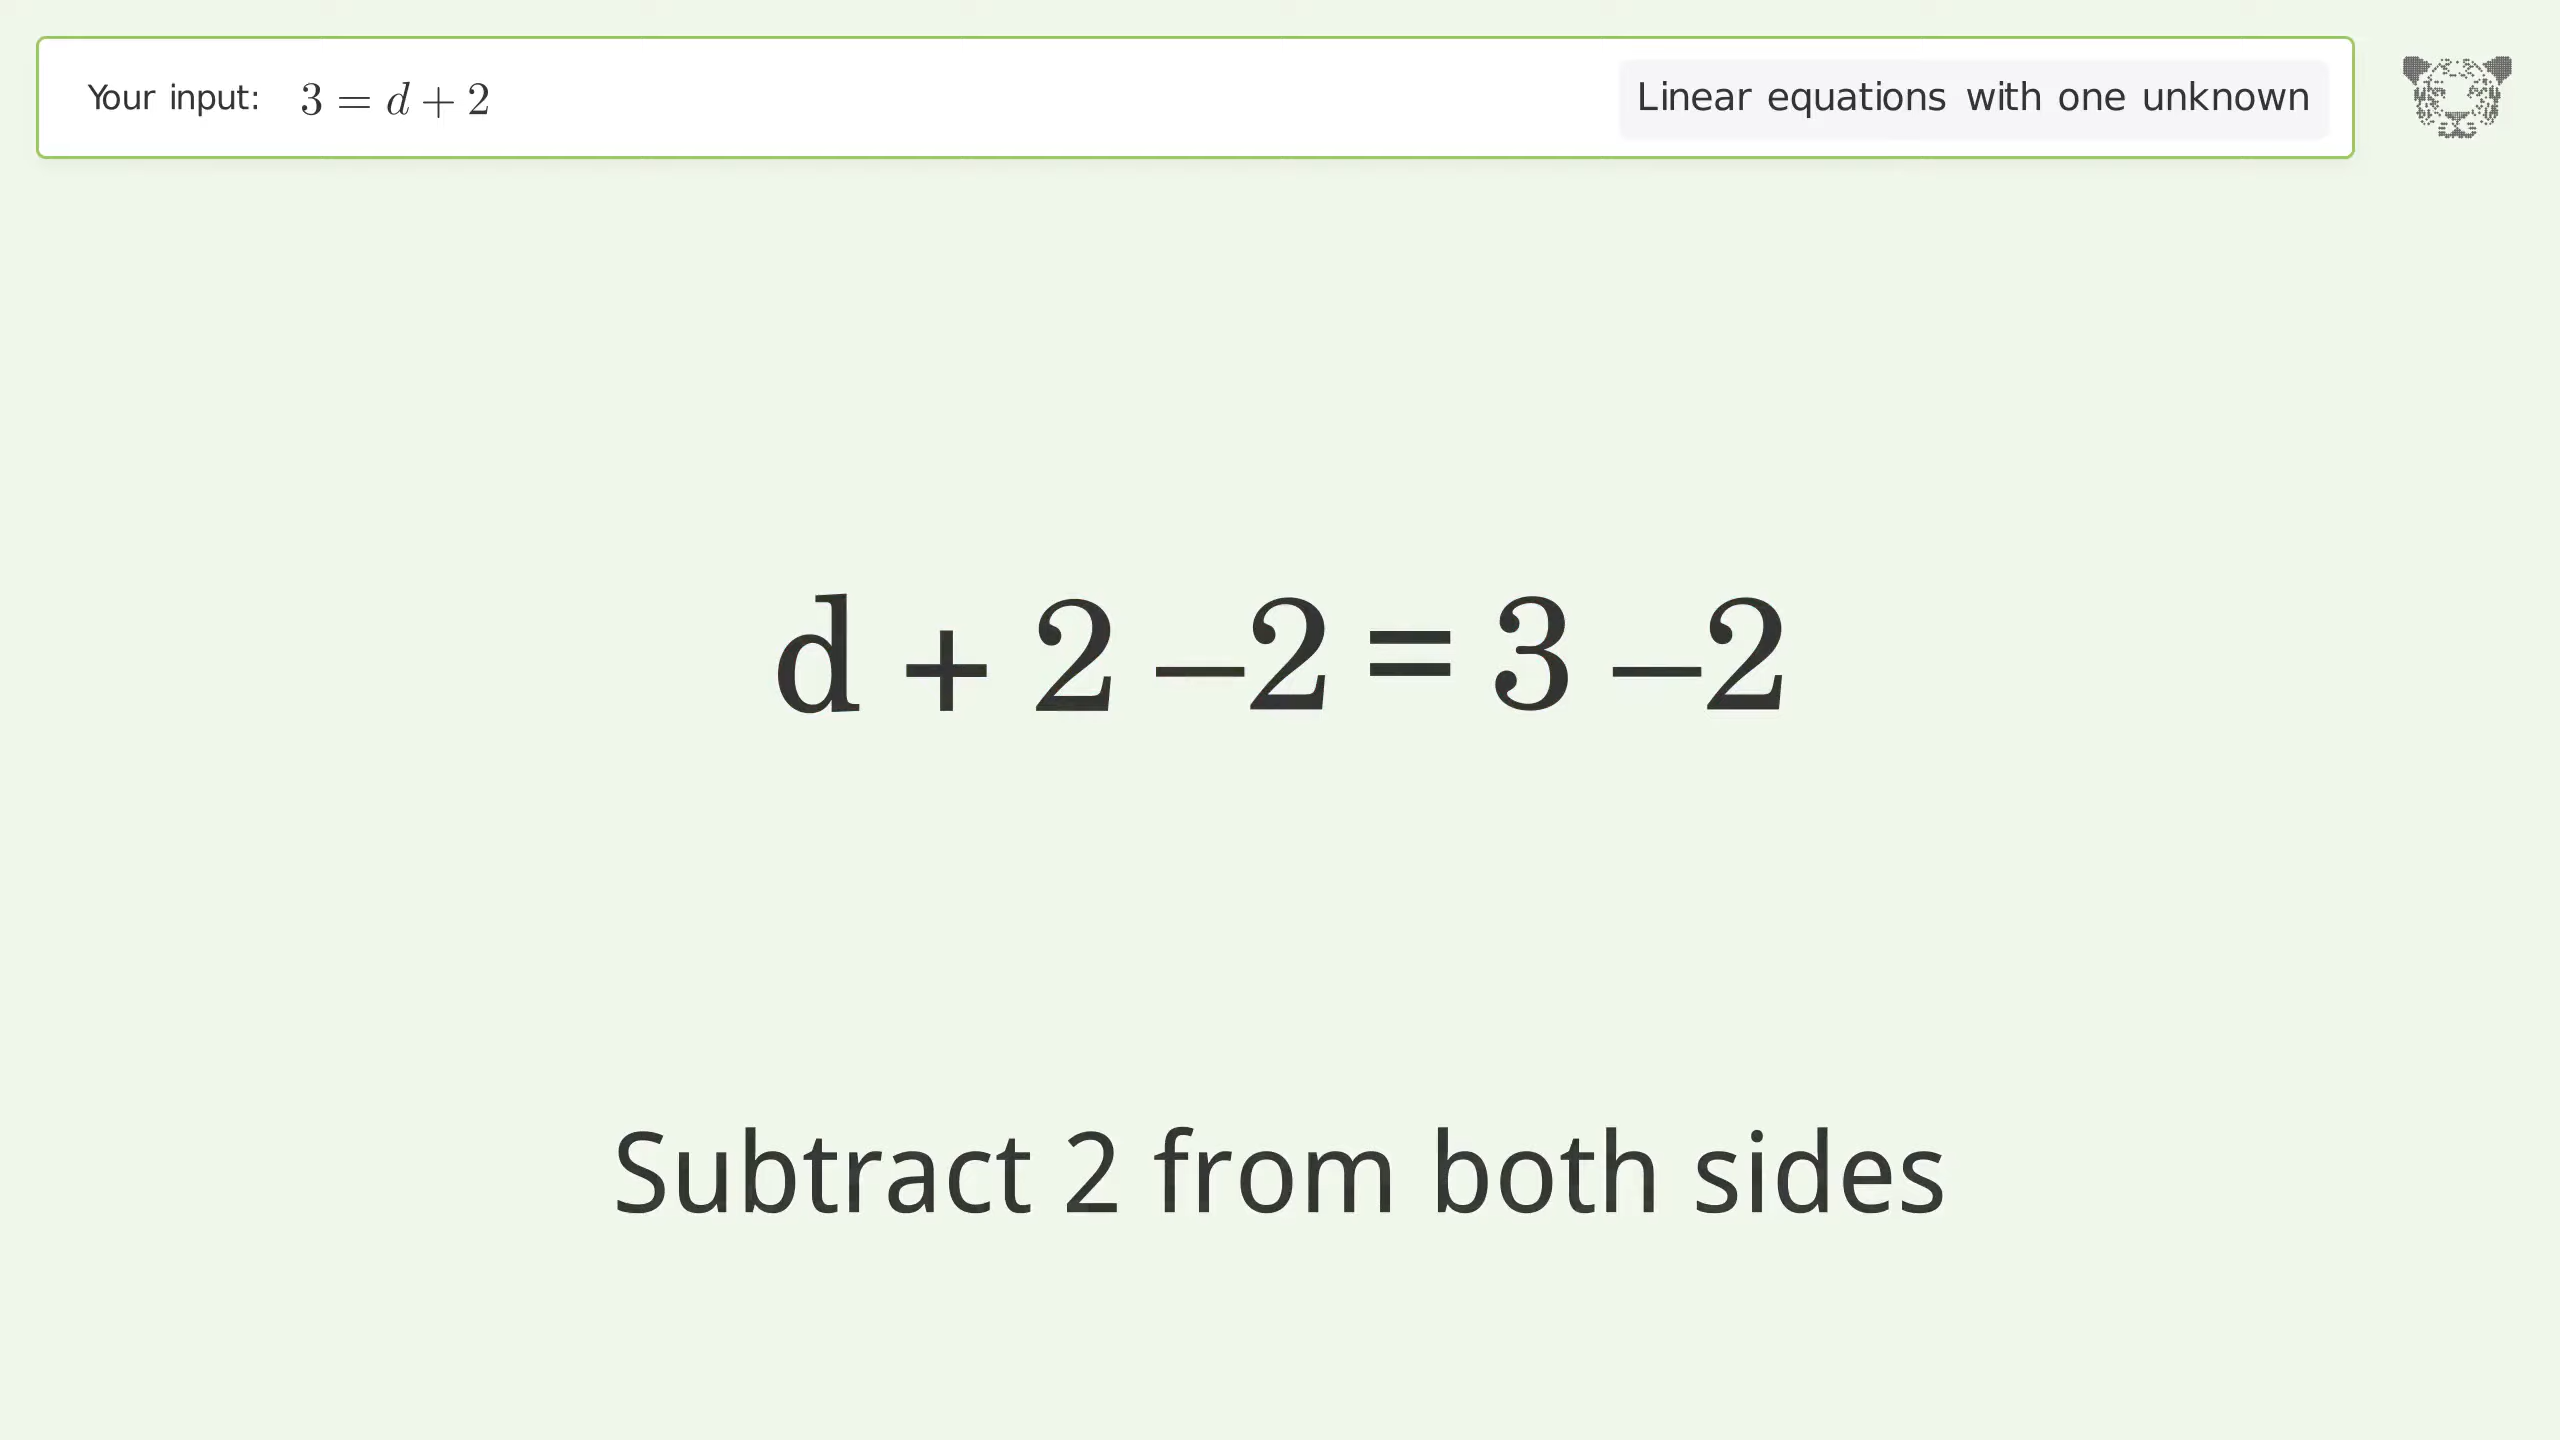 Your input: 3 = d + 2
Linear equations with one unknown
d + 2 −2 = 3 −2
Subtract 2 from both sides